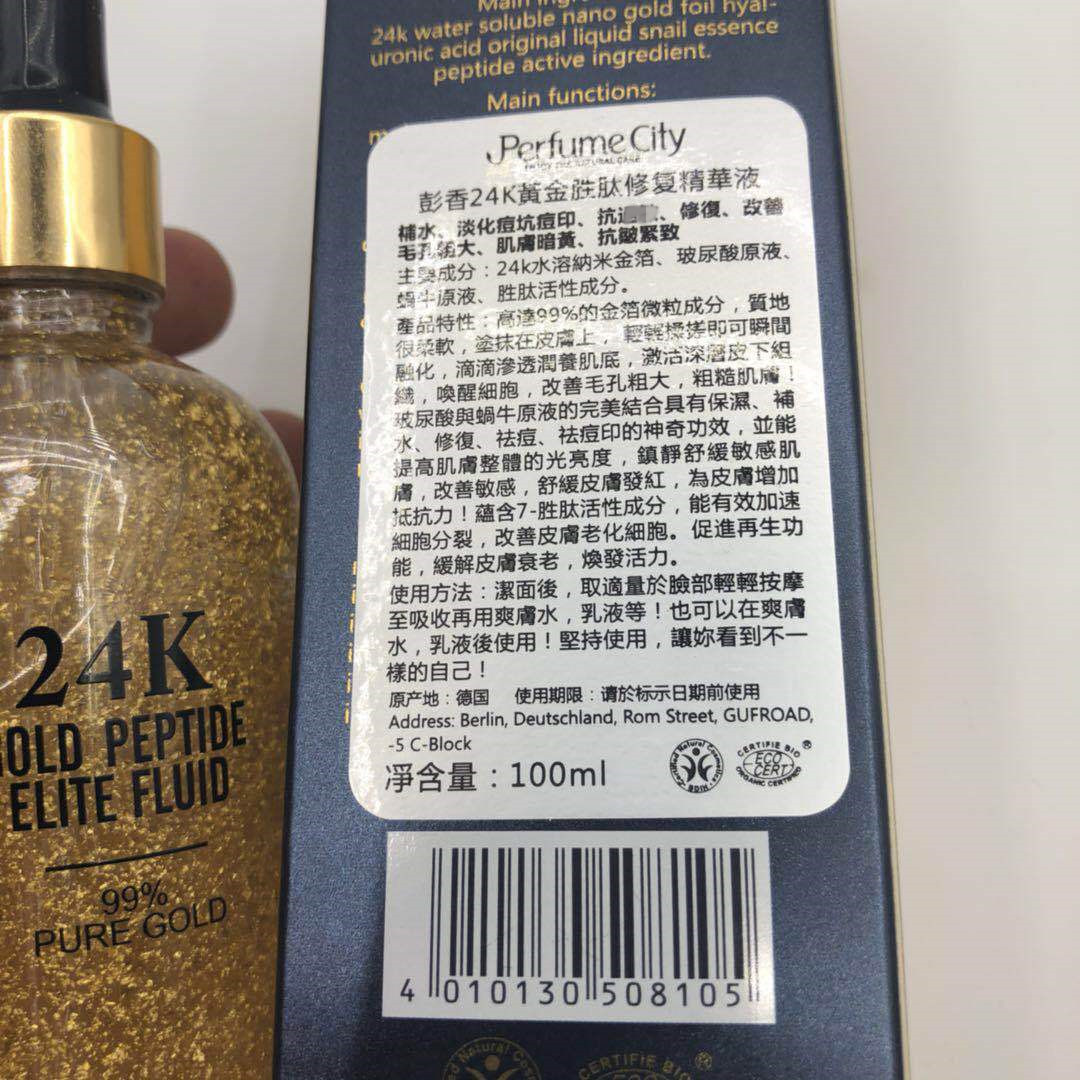 Main
24k water soluble nano gold foil hyal-
uronic acid original liquid snail essence
peptide active ingredient.
Main functions:
Perfume City
ENJOY THE NATURAL CARE
彭香24K黃金胜肽修复精華液
補水、淡化痘坑痘印、抗、修復、改善
毛孔粗大、肌膚暗黃、抗皺緊致
主要成分：24k水溶納米金箔、玻尿酸原液、
蝸牛原液、胜肽活性成分。
產品特性：高達99%的金箔微粒成分，質地
很柔軟，塗抹在皮膚上，輕輕揉搓即可瞬間
融化，滴滴滲透潤養肌底，激活深層皮下組
織，喚醒細胞，改善毛孔粗大，粗糙肌膚！
玻尿酸與蝸牛原液的完美結合具有保濕、補
水、修復、祛痘、祛痘印的神奇功效，並能
提高肌膚整體的光亮度，鎮靜舒緩敏感肌
膚，改善敏感，舒緩皮膚發紅，為皮膚增加
抵抗力！蘊含7-胜肽活性成分，能有效加速
細胞分裂，改善皮膚老化細胞。促進再生功
能，緩解皮膚衰老，煥發活力。
使用方法：潔面後，取適量於臉部輕輕按摩
至吸收再用爽膚水，乳液等！也可以在爽膚
水，乳液後使用！堅持使用，讓妳看到不一
樣的自己！
原产地：德国 使用期限：请於标示日期前使用
Address: Berlin, Deutschland, Rom Street, GUFROAD,
-5 C-Block
凈含量：100ml
Certified Natural Cosmetics BDIH
CERTIFIE BIO ECO CERT ORGANIC CERTIFIED ®
4 010130 508105
CERTIFIE BIO ®
24K
GOLD PEPTIDE
ELITE FLUID
99%
PURE GOLD